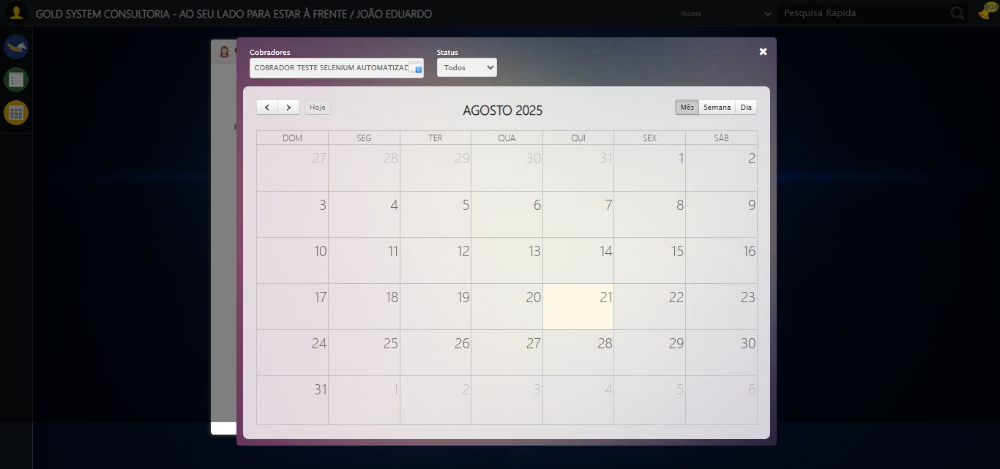 GOLD SYSTEM CONSULTORIA - AO SEU LADO PARA ESTAR À FRENTE / JOÃO EDUARDO
Nome
Pesquisa Rapida
808
Cobradores
Status
COBRADOR TESTE SELENIUM AUTOMATIZAD
Todos
Hoje
AGOSTO 2025
Mês Semana Dia
DOM SEG TER QUA QUI SEX SÁB
27 28 29 30 31 1 2
3 4 5 6 7 8 9
10 11 12 13 14 15 16
17 18 19 20 21 22 23
24 25 26 27 28 29 30
31 1 2 3 4 5 6